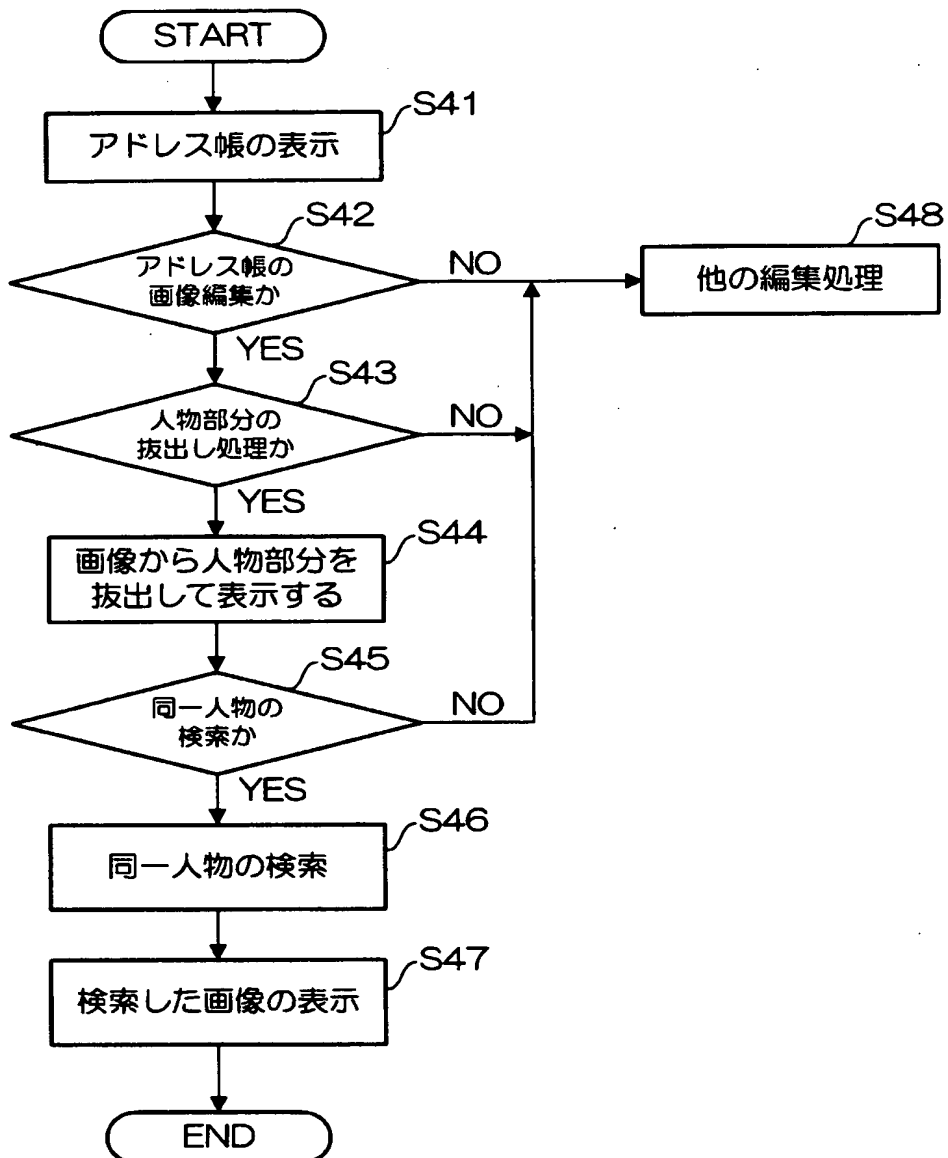 START
S41
アドレス帳の表示
S42
アドレス帳の
画像編集か
NO
S48
他の編集処理
YES
S43
人物部分の
抜出し処理か
NO
YES
S44
画像から人物部分を
抜出して表示する
S45
同一人物の
検索か
NO
YES
S46
同一人物の検索
S47
検索した画像の表示
END